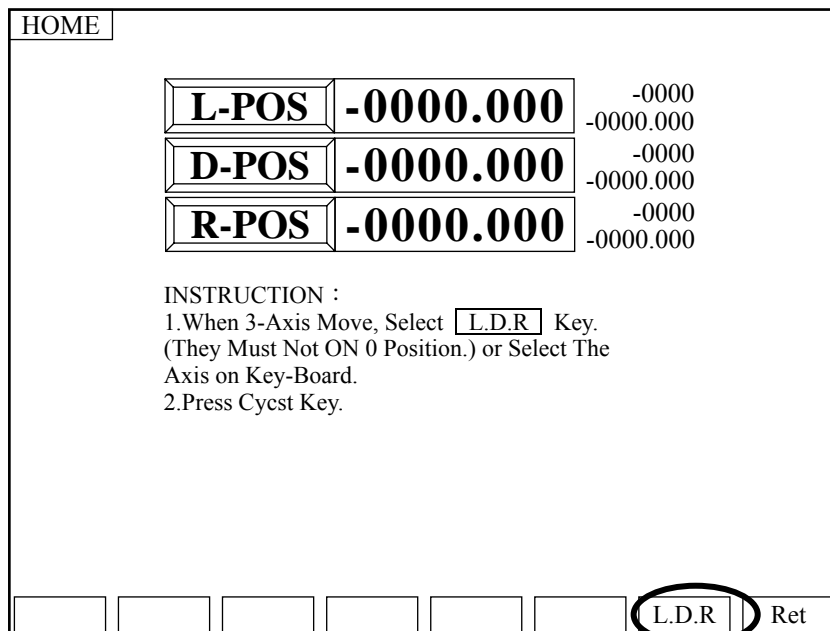 HOME
L-POS -0000.000 -0000
-0000.000
D-POS -0000.000 -0000
-0000.000
R-POS -0000.000 -0000
-0000.000
INSTRUCTION：
1.When 3-Axis Move, Select L.D.R Key.
(They Must Not ON 0 Position.) or Select The
Axis on Key-Board.
2.Press Cycst Key.
L.D.R Ret